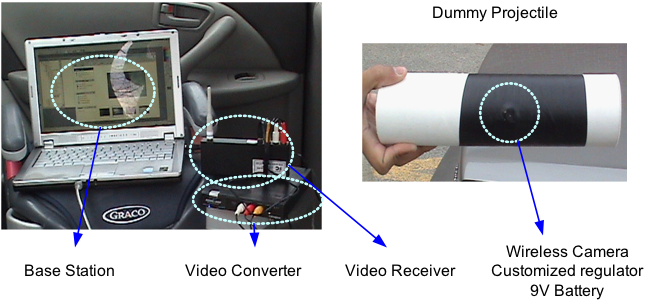 Dummy Projectile
GRACO
Base Station
Video Converter
Video Receiver
Wireless Camera
Customized regulator
9V Battery